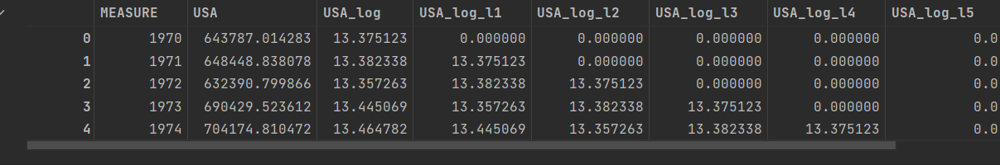 MEASURE USA USA_log USA_log_l1 USA_log_l2 USA_log_l3 USA_log_l4 USA_log_l5
0 1970 643787.014283 13.375123 0.000000 0.000000 0.000000 0.000000 0.0
1 1971 648448.838078 13.382338 13.375123 0.000000 0.000000 0.000000 0.0
2 1972 632390.799866 13.357263 13.382338 13.375123 0.000000 0.000000 0.0
3 1973 690429.523612 13.445069 13.357263 13.382338 13.375123 0.000000 0.0
4 1974 704174.810472 13.464782 13.445069 13.357263 13.382338 13.375123 0.0